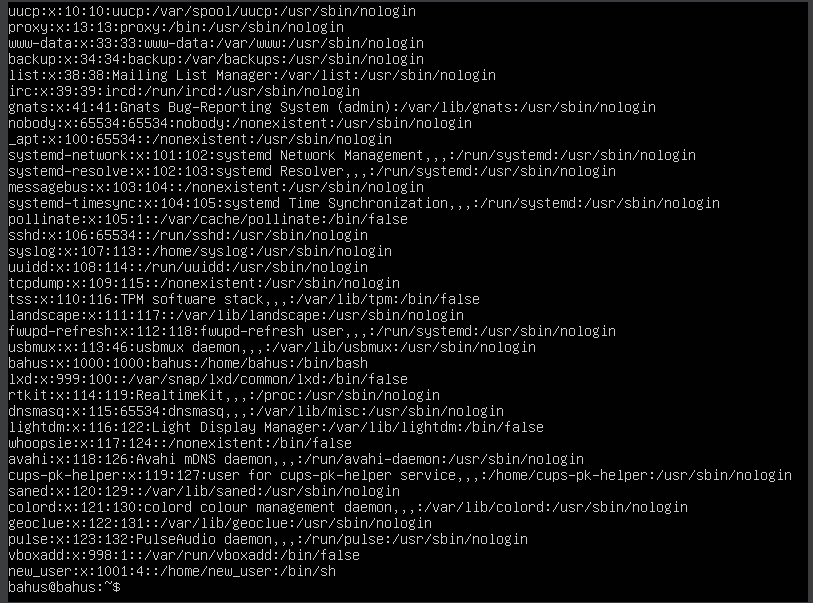 uucp:x:10:10:uucp:/var/spool/uucp:/usr/sbin/nologin
proxy:x:13:13:proxy:/bin:/usr/sbin/nologin
www-data:x:33:33:www-data:/var/www:/usr/sbin/nologin
backup:x:34:34:backup:/var/backups:/usr/sbin/nologin
list:x:38:38:Mailing List Manager:/var/list:/usr/sbin/nologin
irc:x:39:39:ircd:/run/ircd:/usr/sbin/nologin
gnats:x:41:41:Gnats Bug-Reporting System (admin):/var/lib/gnats:/usr/sbin/nologin
nobody:x:65534:65534:nobody:/nonexistent:/usr/sbin/nologin
_apt:x:100:65534::/nonexistent:/usr/sbin/nologin
systemd-network:x:101:102:systemd Network Management,,,:/run/systemd:/usr/sbin/nologin
systemd-resolve:x:102:103:systemd Resolver,,,:/run/systemd:/usr/sbin/nologin
messagebus:x:103:104::/nonexistent:/usr/sbin/nologin
systemd-timesync:x:104:105:systemd Time Synchronization,,,:/run/systemd:/usr/sbin/nologin
pollinate:x:105:1::/var/cache/pollinate:/bin/false
sshd:x:106:65534::/run/sshd:/usr/sbin/nologin
syslog:x:107:113::/home/syslog:/usr/sbin/nologin
uuidd:x:108:114::/run/uuidd:/usr/sbin/nologin
tcpdump:x:109:115::/nonexistent:/usr/sbin/nologin
tss:x:110:116:TPM software stack,,,:/var/lib/tpm:/bin/false
landscape:x:111:117::/var/lib/landscape:/usr/sbin/nologin
fwupd-refresh:x:112:118:fwupd-refresh user,,,:/run/systemd:/usr/sbin/nologin
usbmux:x:113:46:usbmux daemon,,,:/var/lib/usbmux:/usr/sbin/nologin
bahus:x:1000:1000:bahus:/home/bahus:/bin/bash
lxd:x:999:100::/var/snap/lxd/common/lxd:/bin/false
rtkit:x:114:119:RealtimeKit,,,:/proc:/usr/sbin/nologin
dnsmasq:x:115:65534:dnsmasq,,,:/var/lib/misc:/usr/sbin/nologin
lightdm:x:116:122:Light Display Manager:/var/lib/lightdm:/bin/false
whoopsie:x:117:124::/nonexistent:/bin/false
avahi:x:118:126:Avahi mDNS daemon,,,:/run/avahi-daemon:/usr/sbin/nologin
cups-pk-helper:x:119:127:user for cups-pk-helper service,,,:/home/cups-pk-helper:/usr/sbin/nologin
saned:x:120:129::/var/lib/saned:/usr/sbin/nologin
colord:x:121:130:colord colour management daemon,,,:/var/lib/colord:/usr/sbin/nologin
geoclue:x:122:131::/var/lib/geoclue:/usr/sbin/nologin
pulse:x:123:132:PulseAudio daemon,,,:/run/pulse:/usr/sbin/nologin
vboxadd:x:998:1::/var/run/vboxadd:/bin/false
new_user:x:1001:4::/home/new_user:/bin/sh
bahus@bahus:~$